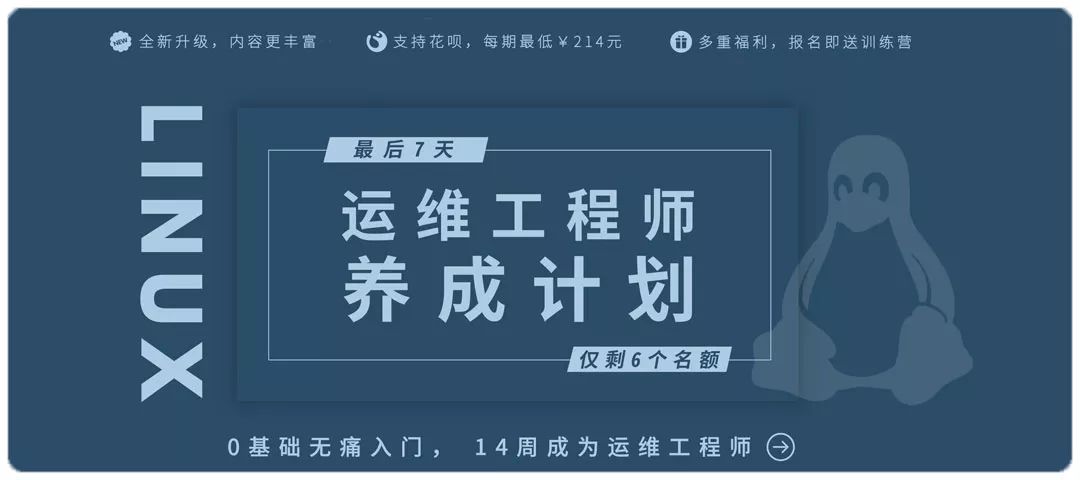 NEW 全新升级，内容更丰富
支持花呗，每期最低￥214元
多重福利，报名即送训练营
LINUX
最后7天
运维工程师
养成计划
仅剩6个名额
0基础无痛入门，14周成为运维工程师